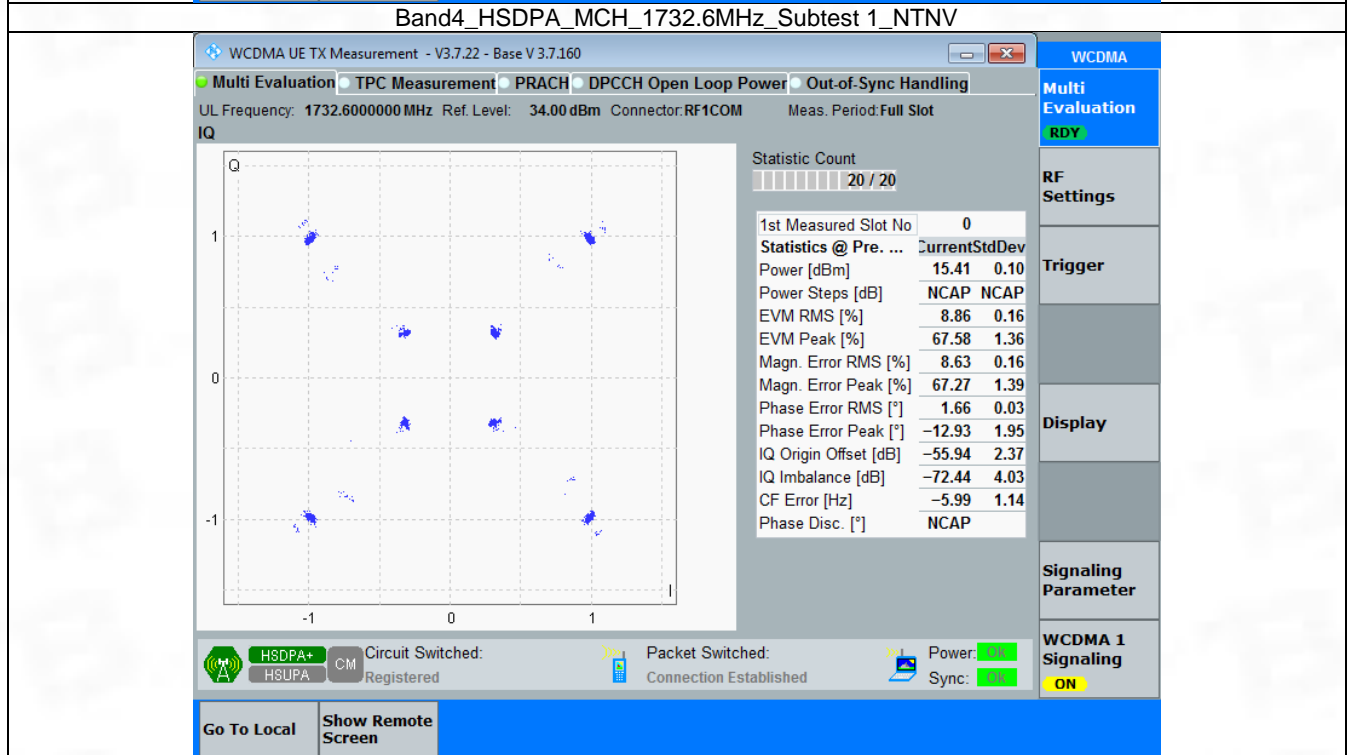 Band4_HSDPA_MCH_1732.6MHz_Subtest 1_NTNV
WCDMA UE TX Measurement - V3.7.22 - Base V 3.7.160
WCDMA
Multi Evaluation TPC Measurement PRACH DPCCH Open Loop Power Out-of-Sync Handling
Multi
Evaluation
RDY
UL Frequency: 1732.6000000 MHz Ref. Level: 34.00 dBm Connector: RF1COM Meas. Period: Full Slot
IQ
Q
1
0
-1
I
-1 0 1
Statistic Count
20 / 20
1st Measured Slot No 0
Statistics @ Pre. ... Current StdDev
Power [dBm] 15.41 0.10
Power Steps [dB] NCAP NCAP
EVM RMS [%] 8.86 0.16
EVM Peak [%] 67.58 1.36
Magn. Error RMS [%] 8.63 0.16
Magn. Error Peak [%] 67.27 1.39
Phase Error RMS [°] 1.66 0.03
Phase Error Peak [°] −12.93 1.95
IQ Origin Offset [dB] −55.94 2.37
IQ Imbalance [dB] −72.44 4.03
CF Error [Hz] −5.99 1.14
Phase Disc. [°] NCAP
RF
Settings
Trigger
Display
Signaling
Parameter
WCDMA 1
Signaling
ON
HSDPA+
HSUPA
CM
Circuit Switched:
Registered
Packet Switched:
Connection Established
Power: Ok
Sync: Ok
Go To Local
Show Remote
Screen